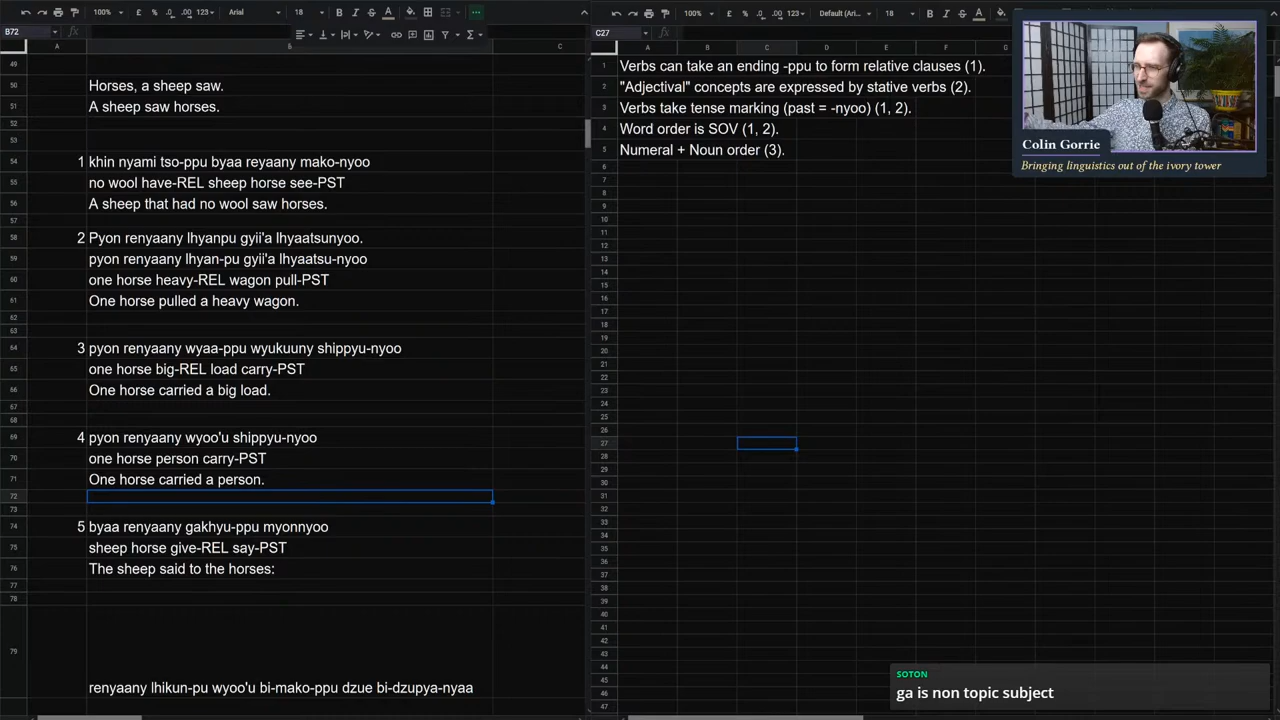 100%
Arial
18
100%
Default (Ari...
18
B72
C27
Horses, a sheep saw.
A sheep saw horses.
1 khin nyami tso-ppu byaa reyaany mako-nyoo
no wool have-REL sheep horse see-PST
A sheep that had no wool saw horses.
2 Pyon renyaany lhyanpu gyii'a lhyaatsunyoo.
pyon renyaany lhyan-pu gyii'a lhyaatsu-nyoo
one horse heavy-REL wagon pull-PST
One horse pulled a heavy wagon.
3 pyon renyaany wyaa-ppu wyukuuny shippyu-nyoo
one horse big-REL load carry-PST
One horse carried a big load.
4 pyon renyaany wyoo'u shippyu-nyoo
one horse person carry-PST
One horse carried a person.
5 byaa renyaany gakhyu-ppu myonnyoo
sheep horse give-REL say-PST
The sheep said to the horses:
renyaany lhikun-pu wyoo'u bi-mako-ppu dzue bi-dzupya-nyaa
Verbs can take an ending -ppu to form relative clauses (1).
"Adjectival" concepts are expressed by stative verbs (2).
Verbs take tense marking (past = -nyoo) (1, 2).
Word order is SOV (1, 2).
Numeral + Noun order (3).
Colin Gorrie
Bringing linguistics out of the ivory tower
SOTON
ga is non topic subject